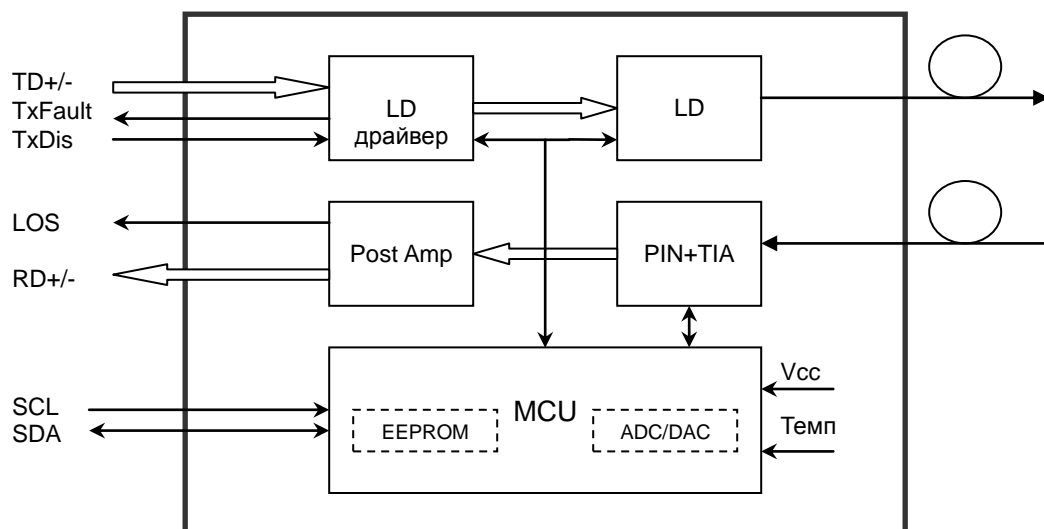 TD+/-
TxFault
TxDis
LD
драйвер
LD
LOS
RD+/-
Post Amp
PIN+TIA
SCL
SDA
MCU
EEPROM
ADC/DAC
Vcc
Темп